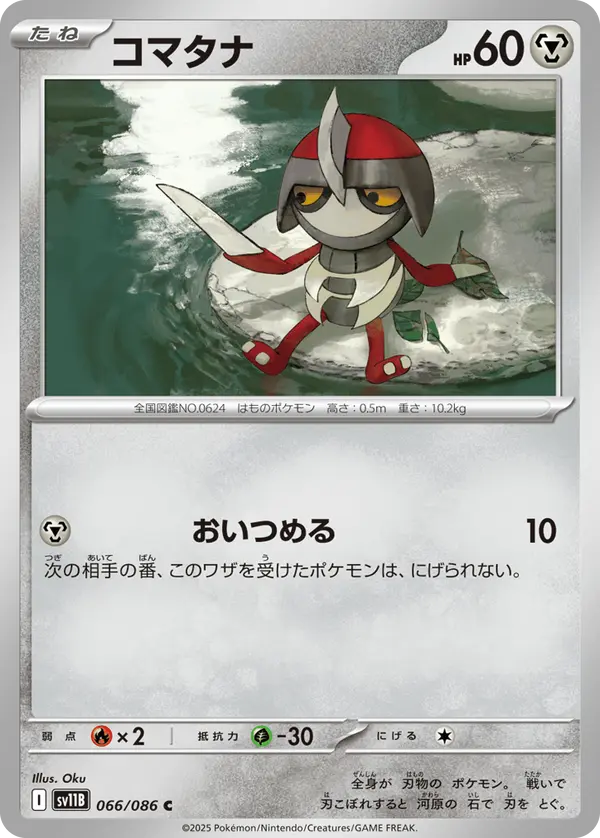 たね コマタナ HP60
全国図鑑NO.0624 はものポケモン 高さ:0.5m 重さ:10.2kg
おいつめる 10
次の相手の番、このワザを受けたポケモンは、にげられない。
弱点 ×2 抵抗力 -30 にげる
Illus. Oku
I sv11B 066/086 C
全身が 刃物の ポケモン。 戦いで
刃こぼれすると 河原の 石で 刃を とぐ。
©2025 Pokémon/Nintendo/Creatures/GAME FREAK.